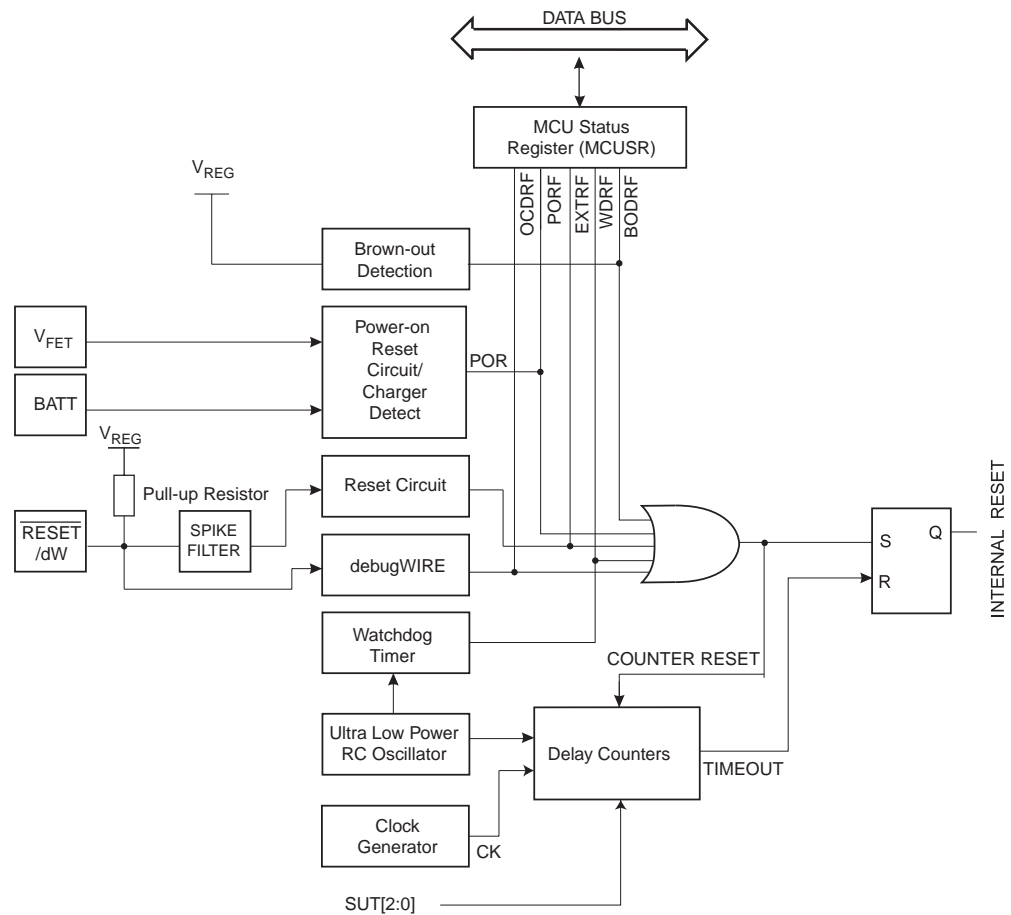 DATA BUS
MCU Status
Register (MCUSR)
OCDRF
PORF
EXTRF
WDRF
BODRF
VREG
Brown-out
Detection
VFET
BATT
Power-on
Reset
Circuit/
Charger
Detect
POR
VREG
Pull-up Resistor
RESET
/dW
SPIKE
FILTER
Reset Circuit
debugWIRE
Watchdog
Timer
Ultra Low Power
RC Oscillator
Clock
Generator
CK
SUT[2:0]
COUNTER RESET
Delay Counters
TIMEOUT
S
R
Q
INTERNAL RESET